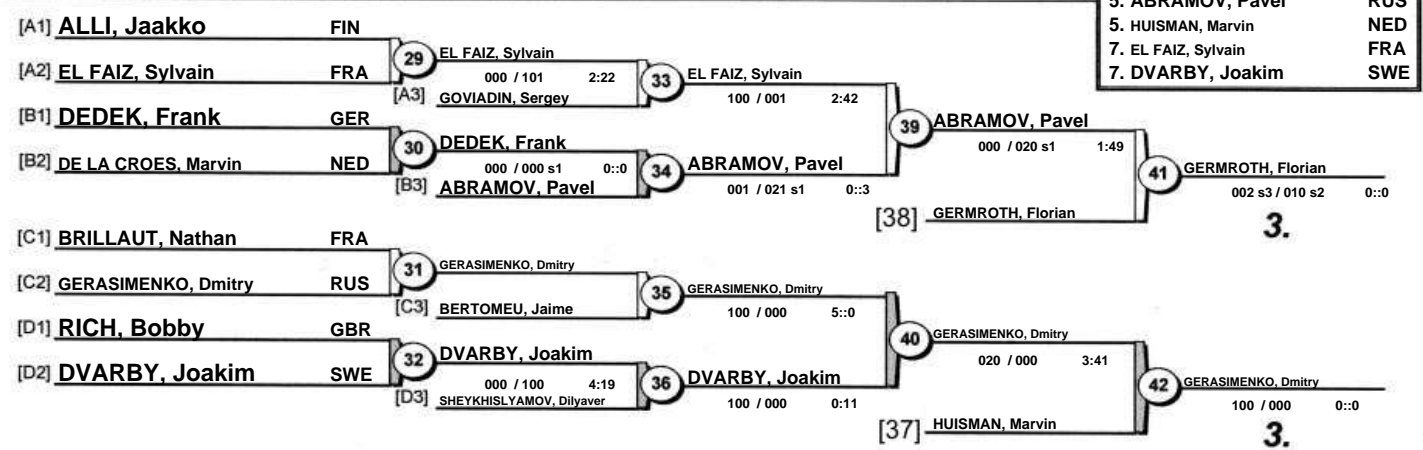 5. ABRAMOV, Pavel RUS
5. HUISMAN, Marvin NED
7. EL FAIZ, Sylvain FRA
7. DVARBY, Joakim SWE
[A1] ALLI, Jaakko FIN
29 EL FAIZ, Sylvain
[A2] EL FAIZ, Sylvain FRA
000 / 101 2:22
33 EL FAIZ, Sylvain
[A3] GOVIADIN, Sergey
100 / 001 2:42
[B1] DEDEK, Frank GER
39 ABRAMOV, Pavel
30 DEDEK, Frank
000 / 020 s1 1:49
[B2] DE LA CROES, Marvin NED
000 / 000 s1 0::0
34 ABRAMOV, Pavel
41 GERMROTH, Florian
[B3] ABRAMOV, Pavel
001 / 021 s1 0::3
002 s3 / 010 s2 0::0
[38] GERMROTH, Florian
3.
[C1] BRILLAUT, Nathan FRA
31 GERASIMENKO, Dmitry
[C2] GERASIMENKO, Dmitry RUS
35 GERASIMENKO, Dmitry
[C3] BERTOMEU, Jaime
100 / 000 5::0
[D1] RICH, Bobby GBR
40 GERASIMENKO, Dmitry
32 DVARBY, Joakim
020 / 000 3:41
[D2] DVARBY, Joakim SWE
000 / 100 4:19
36 DVARBY, Joakim
42 GERASIMENKO, Dmitry
[D3] SHEYKHISLYAMOV, Dilyaver
100 / 000 0:11
100 / 000 0::0
[37] HUISMAN, Marvin
3.